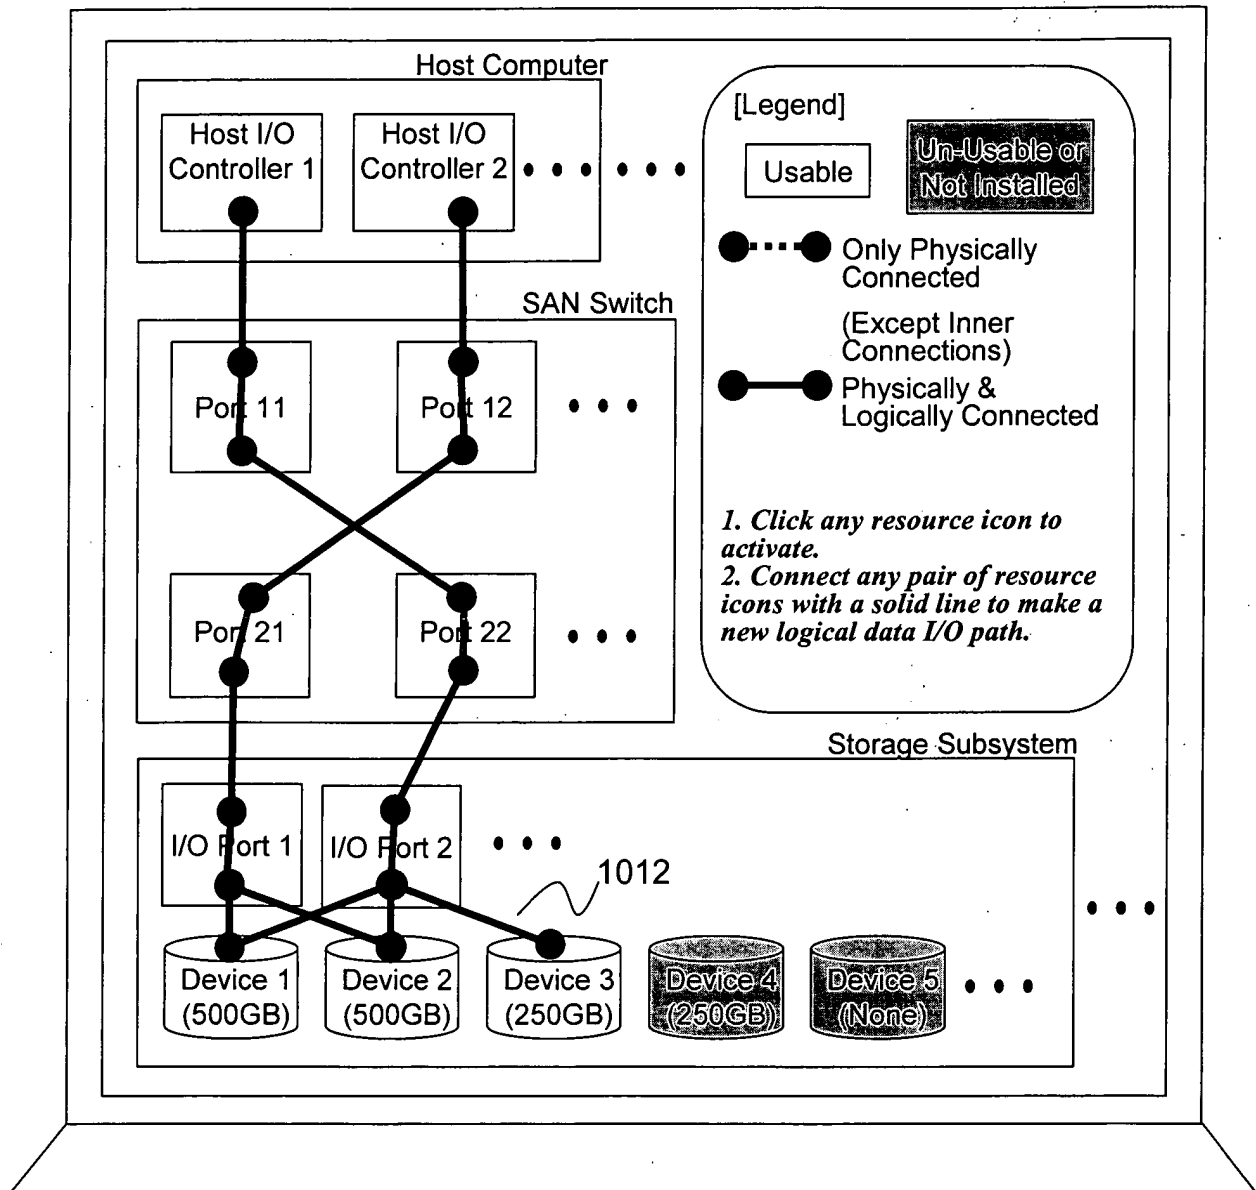 Host Computer
Host I/O
Controller 1
Host I/O
Controller 2
[Legend]
Usable
Un-Usable or
Not Installed
Only Physically
Connected
(Except Inner
Connections)
Physically &
Logically Connected
1. Click any resource icon to
activate.
2. Connect any pair of resource
icons with a solid line to make a
new logical data I/O path.
SAN Switch
Port 11
Port 12
Port 21
Port 22
Storage Subsystem
I/O Port 1
I/O Port 2
1012
Device 1
(500GB)
Device 2
(500GB)
Device 3
(250GB)
Device 4
(250GB)
Device 5
(None)